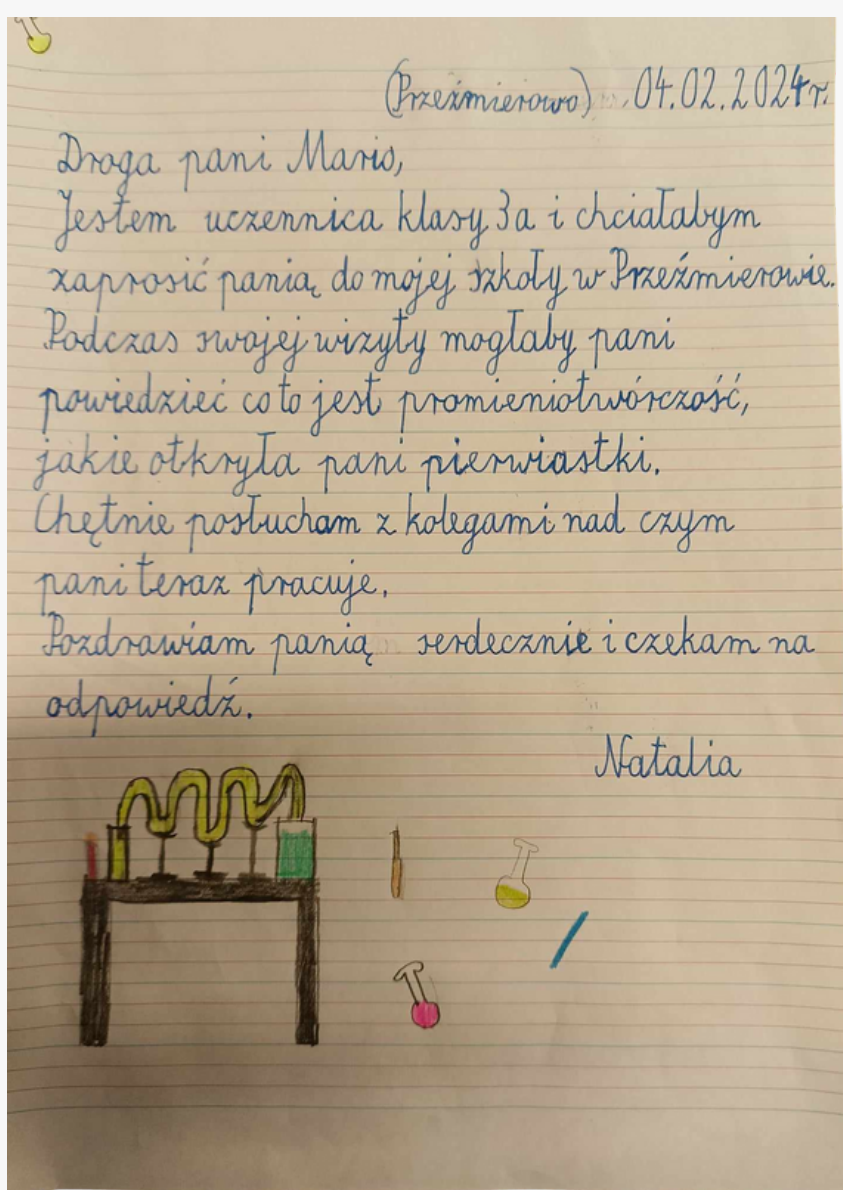 (Przeźmierowo) 04.02.2024r.
Droga pani Mario,
Jestem uczennica klasy 3a i chciałabym
zaprosić panią do mojej szkoły w Przeźmierowie.
Podczas swojej wizyty mogłaby pani
powiedzieć co to jest promieniotwórczość,
jakie otkryła pani pierwiastki.
Chętnie posłucham z kolegami nad czym
pani teraz pracuje.
Pozdrawiam panią serdecznie i czekam na
odpowiedź.
Natalia